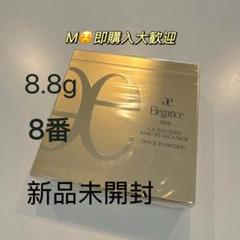 M☺️即購入大歓迎
8.8g
8番
新品未開封
Æ
Elegance
PARIS
LA POUDRE
HAUTE NUANCE
(FACE POWDER)